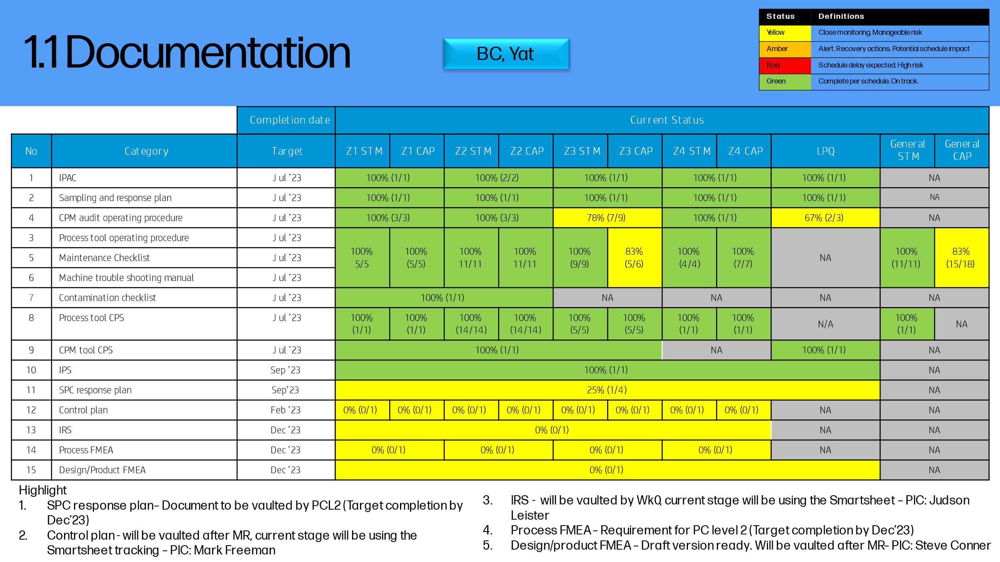 1.1 Documentation
BC, Yat
Status Definitions
Yellow Close monitoring. Manageable risk
Amber Alert. Recovery actions. Potential schedule impact
Red Schedule delay expected. High risk
Green Complete per schedule. On track.
Completion date Current Status
No Category Target Z1 STM Z1 CAP Z2 STM Z2 CAP Z3 STM Z3 CAP Z4 STM Z4 CAP LPQ General STM General CAP
1 IPAC Jul '23 100% (1/1) 100% (2/2) 100% (1/1) 100% (1/1) 100% (1/1) NA
2 Sampling and response plan Jul '23 100% (1/1) 100% (1/1) 100% (1/1) 100% (1/1) 100% (1/1) NA
4 CPM audit operating procedure Jul '23 100% (3/3) 100% (3/3) 78% (7/9) 100% (1/1) 67% (2/3) NA
3 Process tool operating procedure Jul '23
5 Maintenance Checklist Jul '23
6 Machine trouble shooting manual Jul '23
100% 100% 100% 100% 100% 83% 100% 100% NA 100% 83%
5/5 (5/5) 11/11 11/11 (9/9) (5/6) (4/4) (7/7) (11/11) (15/18)
7 Contamination checklist Jul '23 100% (1/1) NA NA NA NA
8 Process tool CPS Jul '23 100% 100% 100% 100% 100% 100% 100% 100% N/A 100% NA
(1/1) (1/1) (14/14) (14/14) (5/5) (5/5) (1/1) (1/1) (1/1)
9 CPM tool CPS Jul '23 100% (1/1) NA 100% (1/1) NA
10 IPS Sep '23 100% (1/1) NA
11 SPC response plan Sep'23 25% (1/4) NA
12 Control plan Feb '23 0% (0/1) 0% (0/1) 0% (0/1) 0% (0/1) 0% (0/1) 0% (0/1) 0% (0/1) 0% (0/1) NA NA
13 IRS Dec '23 0% (0/1) NA NA
14 Process FMEA Dec '23 0% (0/1) 0% (0/1) 0% (0/1) 0% (0/1) NA NA
15 Design/Product FMEA Dec '23 0% (0/1) NA
Highlight
1. SPC response plan– Document to be vaulted by PCL2 (Target completion by
Dec'23)
2. Control plan - will be vaulted after MR, current stage will be using the
Smartsheet tracking – PIC: Mark Freeman
3. IRS - will be vaulted by Wk0, current stage will be using the Smartsheet – PIC: Judson
Leister
4. Process FMEA – Requirement for PC level 2 (Target completion by Dec'23)
5. Design/product FMEA – Draft version ready. Will be vaulted after MR– PIC: Steve Conner